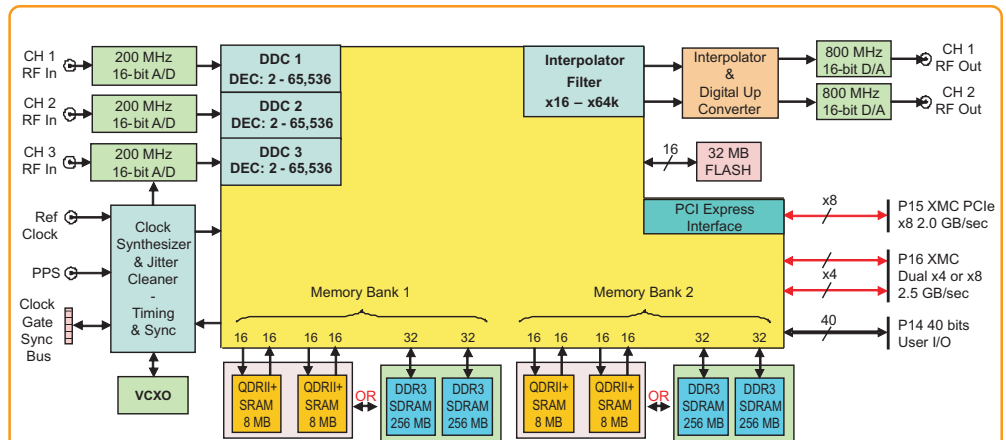 CH 1
RF In
200 MHz
16-bit A/D
DDC 1
DEC: 2 - 65,536
CH 2
RF In
200 MHz
16-bit A/D
DDC 2
DEC: 2 - 65,536
CH 3
RF In
200 MHz
16-bit A/D
DDC 3
DEC: 2 - 65,536
Interpolator
Filter
x16 – x64k
Interpolator
&
Digital Up
Converter
800 MHz
16-bit D/A
CH 1
RF Out
800 MHz
16-bit D/A
CH 2
RF Out
16
32 MB
FLASH
Ref
Clock
PPS
Clock
Gate
Sync
Bus
Clock
Synthesizer
& Jitter
Cleaner
-
Timing
& Sync
VCXO
PCI Express
Interface
x8
P15 XMC PCIe
x8 2.0 GB/sec
x4
P16 XMC
Dual x4 or x8
2.5 GB/sec
40
P14 40 bits
User I/O
Memory Bank 1
16 16 16 16 32 32
QDRII+
SRAM
8 MB
QDRII+
SRAM
8 MB
OR
DDR3
SDRAM
256 MB
DDR3
SDRAM
256 MB
Memory Bank 2
16 16 16 16 32 32
QDRII+
SRAM
8 MB
QDRII+
SRAM
8 MB
OR
DDR3
SDRAM
256 MB
DDR3
SDRAM
256 MB